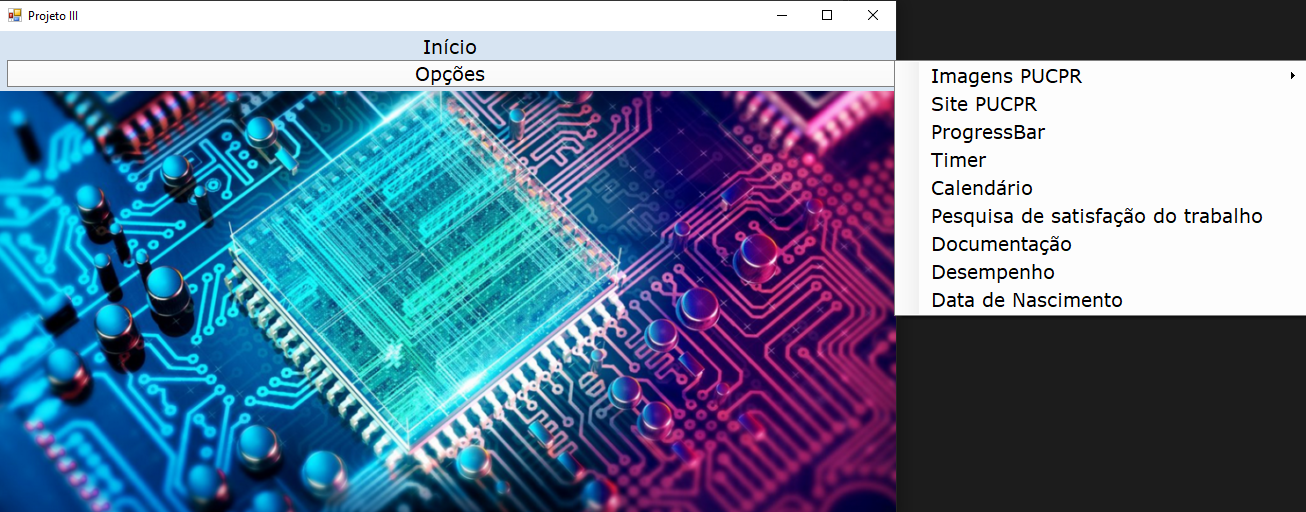 Projeto III
Início
Opções
Imagens PUCPR
Site PUCPR
ProgressBar
Timer
Calendário
Pesquisa de satisfação do trabalho
Documentação
Desempenho
Data de Nascimento